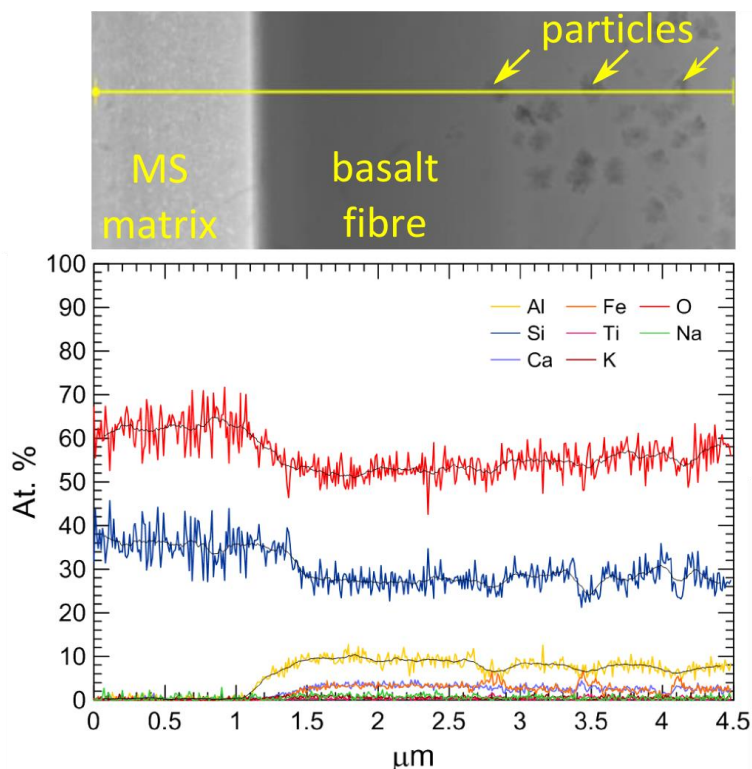 particles
MS
matrix
basalt
fibre
100
90
80
70
60
50
40
30
20
10
0
At. %
Al Fe O
Si Ti Na
Ca K
0 0.5 1 1.5 2 2.5 3 3.5 4 4.5
μm